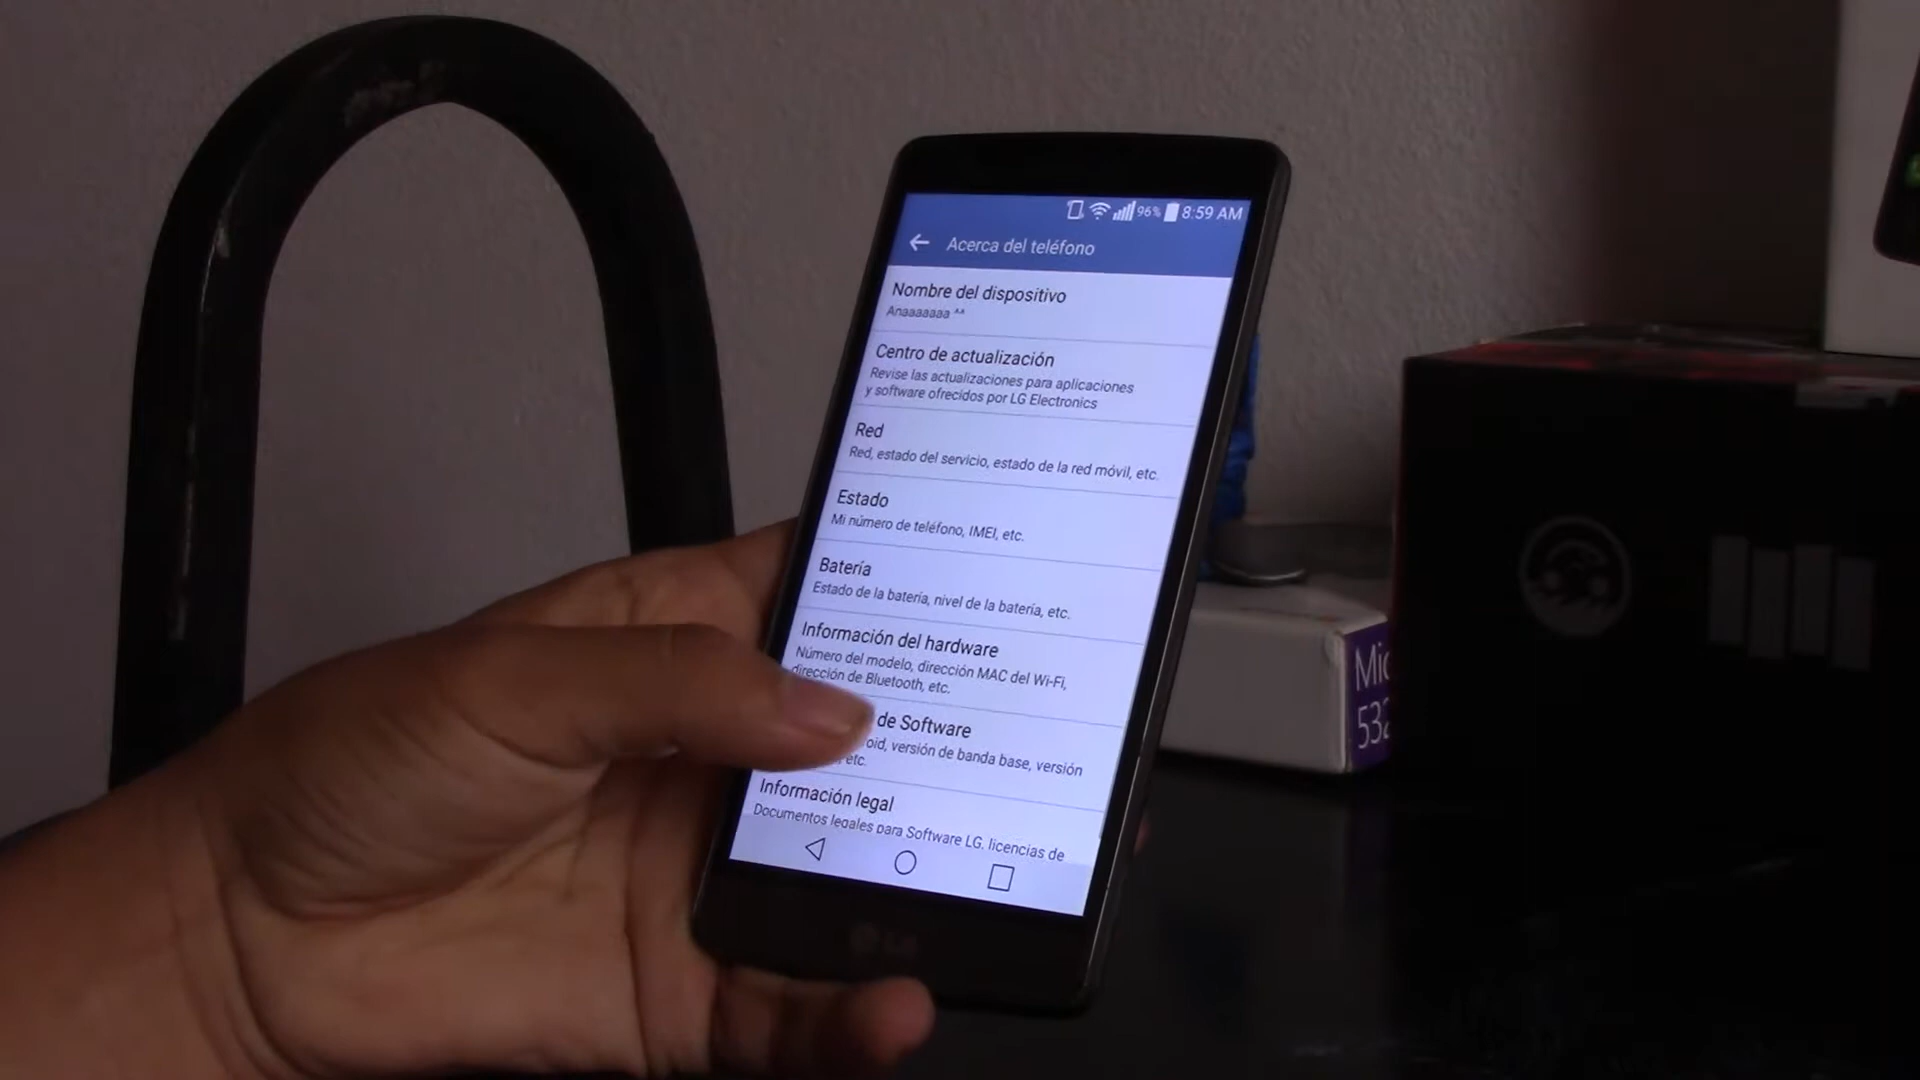 96% 8:59 AM
Acerca del teléfono
Nombre del dispositivo
Anaaaaaaa ^^
Centro de actualización
Revise las actualizaciones para aplicaciones
y software ofrecidos por LG Electronics
Red
Red, estado del servicio, estado de la red móvil, etc.
Estado
Mi número de teléfono, IMEI, etc.
Batería
Estado de la batería, nivel de la batería, etc.
Información del hardware
Número del modelo, dirección MAC del Wi-Fi,
dirección de Bluetooth, etc.
de Software
oid, versión de banda base, versión
etc.
Información legal
Documentos legales para Software LG, licencias de
LG
Mic
532